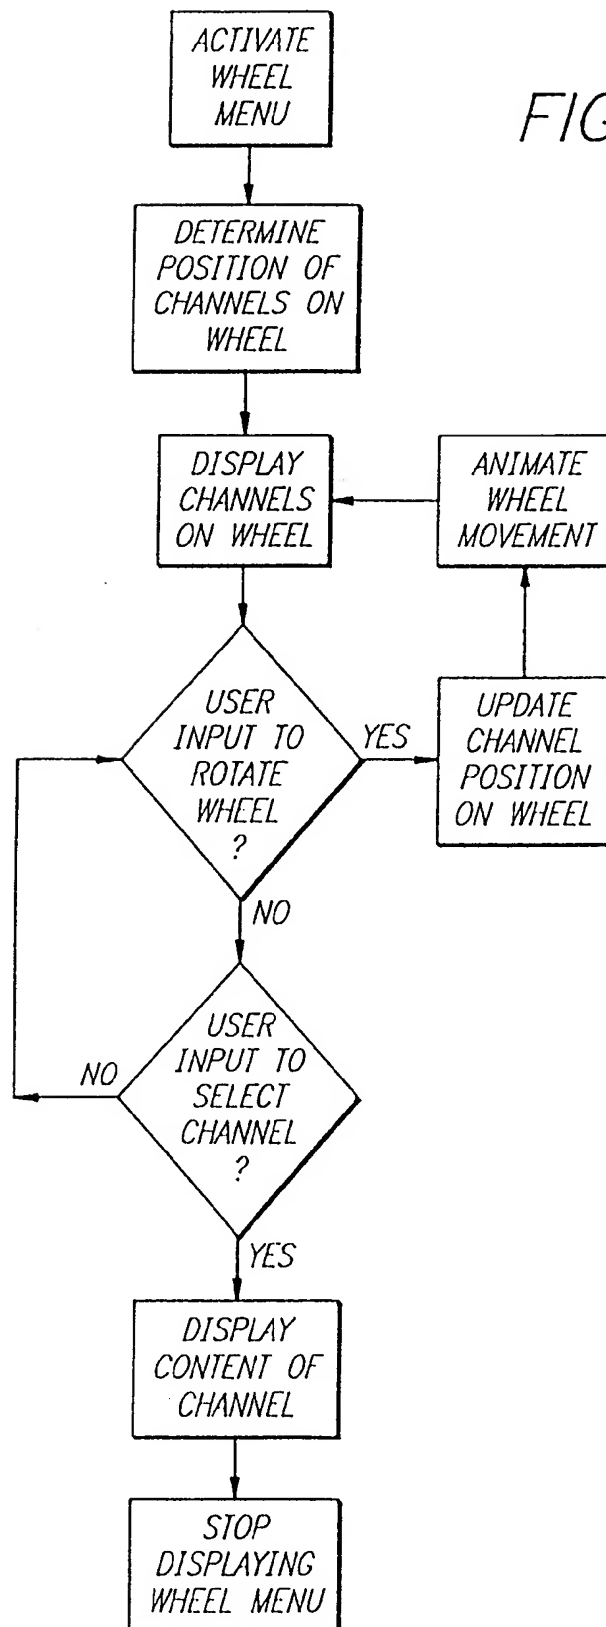 ACTIVATE
WHEEL
MENU
FIG
DETERMINE
POSITION OF
CHANNELS ON
WHEEL
DISPLAY
CHANNELS
ON WHEEL
ANIMATE
WHEEL
MOVEMENT
USER
INPUT TO
ROTATE
WHEEL
?
YES
UPDATE
CHANNEL
POSITION
ON WHEEL
NO
USER
INPUT TO
SELECT
CHANNEL
?
NO
YES
DISPLAY
CONTENT OF
CHANNEL
STOP
DISPLAYING
WHEEL MENU